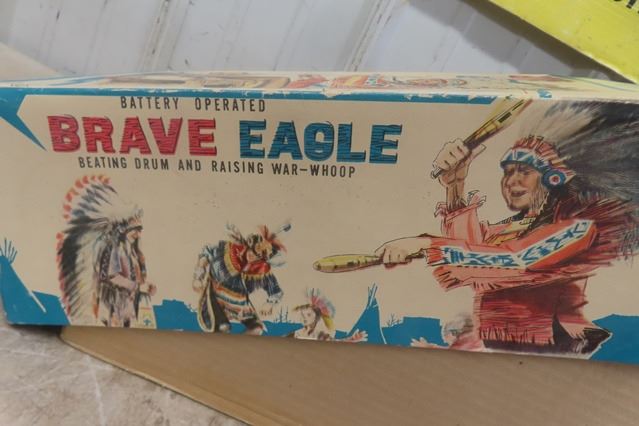 BATTERY OPERATED
BRAVE EAGLE
BEATING DRUM AND RAISING WAR-WHOOP